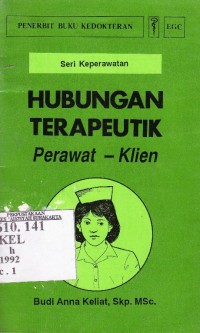 PENERBIT BUKU KEDOKTERAN
EGC
Seri Keperawatan
HUBUNGAN
TERAPEUTIK
Perawat – Klien
PERPUSTAKAAN
610.141
KEL
h
1992
c.1
Budi Anna Keliat, Skp. MSc.